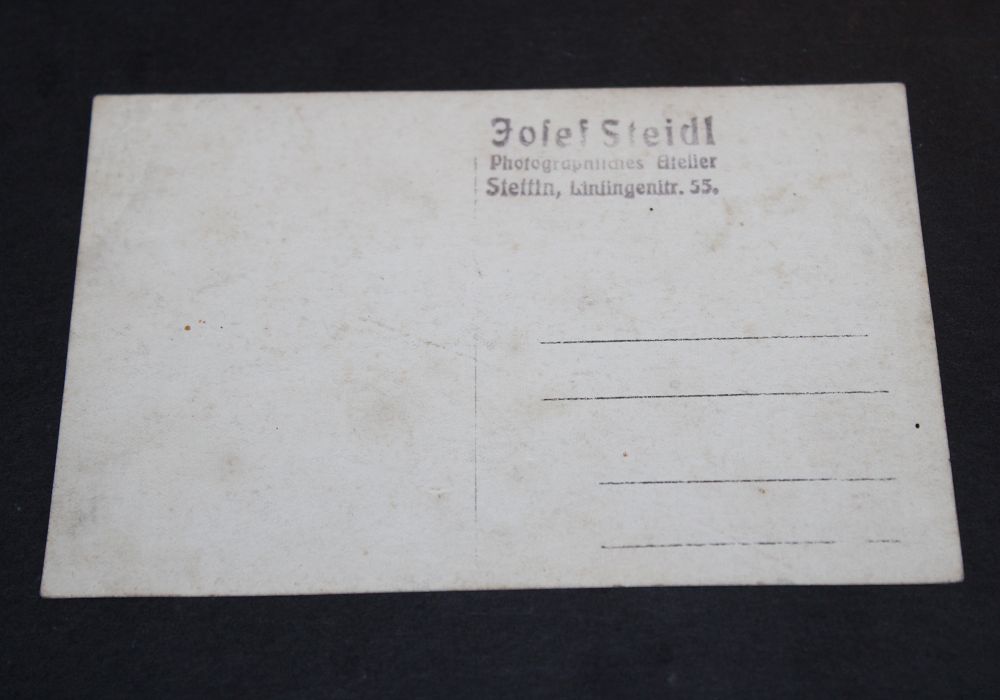 Josef Steidl
Photographisches Atelier
Stettin, Linsingenstr. 55.